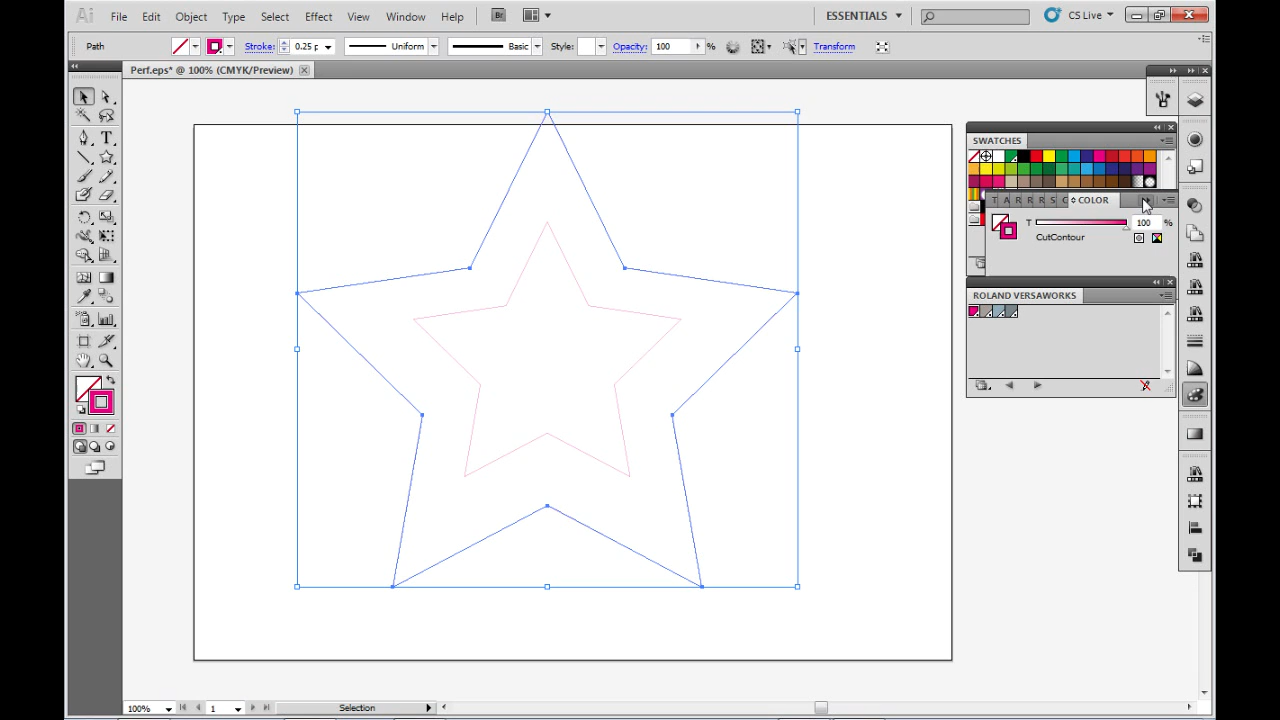 Ai File Edit Object Type Select Effect View Window Help Br ESSENTIALS CS Live
Path Stroke: 0.25 p Uniform Basic Style: Opacity: 100 % Transform
Perf.eps* @ 100% (CMYK/Preview)
SWATCHES
T A R R R S C COLOR
T 100 %
CutContour
ROLAND VERSAWORKS
100% 1 Selection